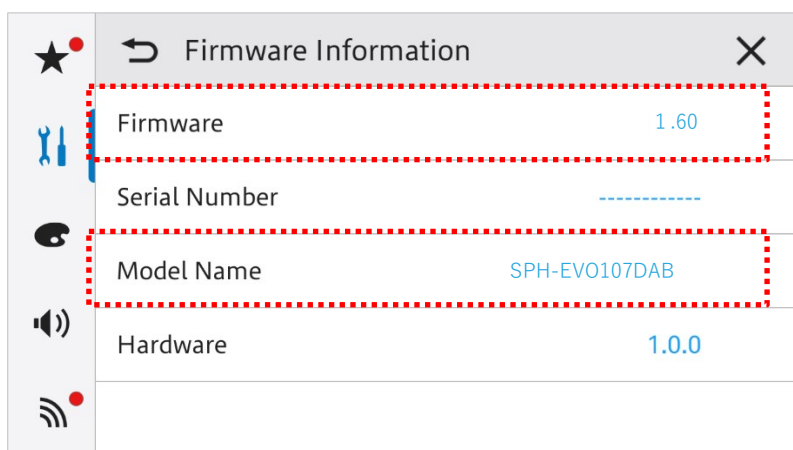 Firmware Information
Firmware 1.60
Serial Number ------------
Model Name SPH-EVO107DAB
Hardware 1.0.0